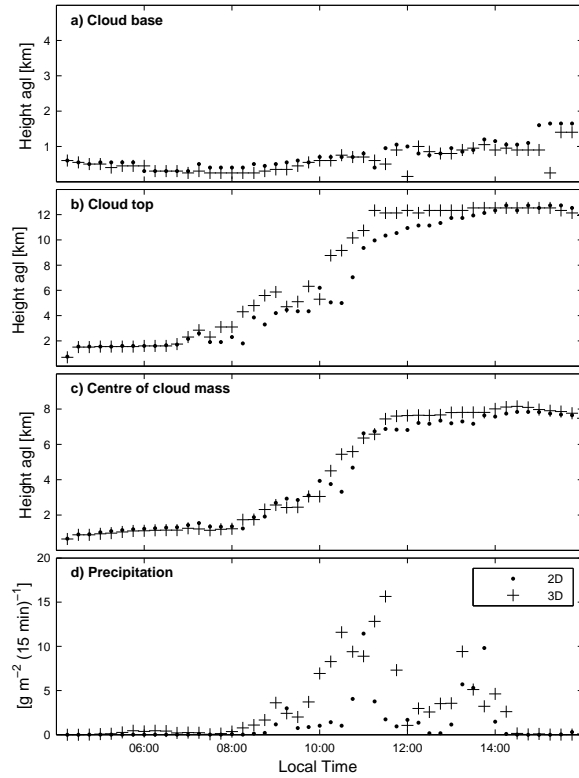 a) Cloud base
Height agl [km]
4
3
2
1
b) Cloud top
Height agl [km]
12
10
8
6
4
2
c) Centre of cloud mass
Height agl [km]
8
6
4
2
d) Precipitation
[g m−2 (15 min)−1]
20
15
10
5
0
2D
3D
06:00 08:00 10:00 12:00 14:00
Local Time